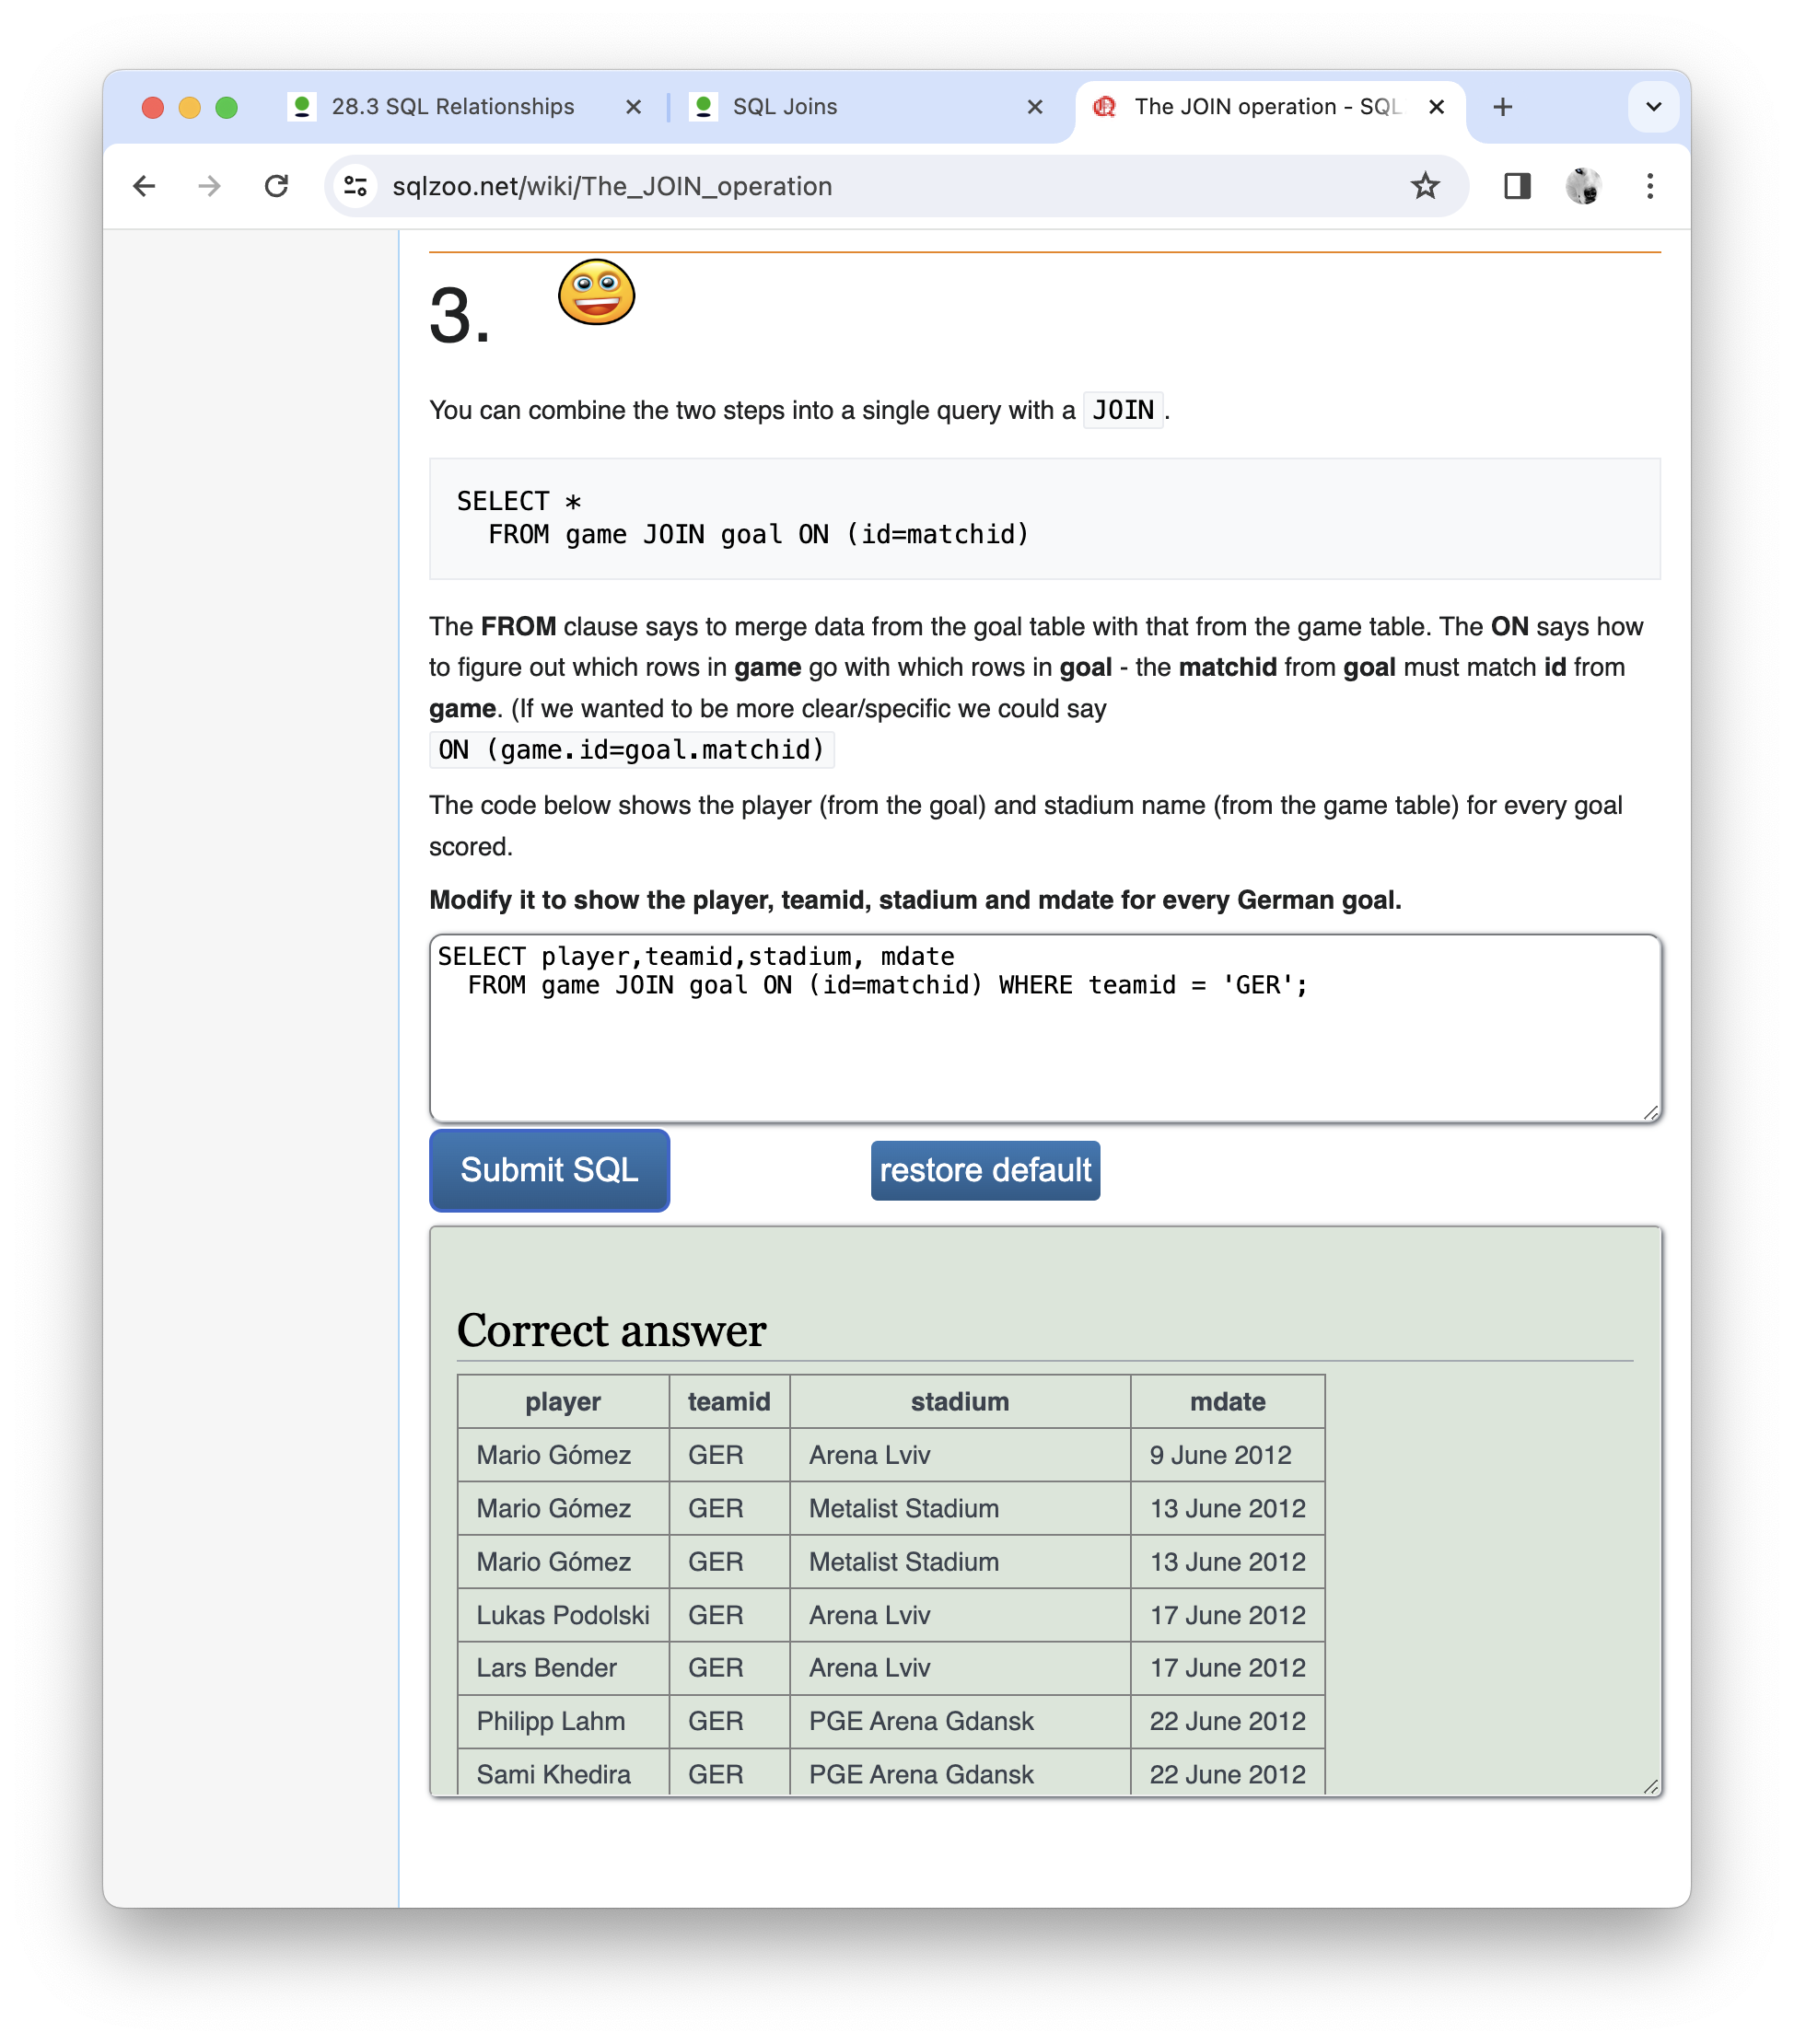 28.3 SQL Relationships
SQL Joins
The JOIN operation - SQL
sqlzoo.net/wiki/The_JOIN_operation
3.
You can combine the two steps into a single query with a JOIN.
SELECT *
FROM game JOIN goal ON (id=matchid)
The FROM clause says to merge data from the goal table with that from the game table. The ON says how
to figure out which rows in game go with which rows in goal - the matchid from goal must match id from
game. (If we wanted to be more clear/specific we could say
ON (game.id=goal.matchid)
The code below shows the player (from the goal) and stadium name (from the game table) for every goal
scored.
Modify it to show the player, teamid, stadium and mdate for every German goal.
SELECT player,teamid,stadium, mdate
FROM game JOIN goal ON (id=matchid) WHERE teamid = 'GER';
Submit SQL restore default
Correct answer
player teamid stadium mdate
Mario Gómez GER Arena Lviv 9 June 2012
Mario Gómez GER Metalist Stadium 13 June 2012
Mario Gómez GER Metalist Stadium 13 June 2012
Lukas Podolski GER Arena Lviv 17 June 2012
Lars Bender GER Arena Lviv 17 June 2012
Philipp Lahm GER PGE Arena Gdansk 22 June 2012
Sami Khedira GER PGE Arena Gdansk 22 June 2012